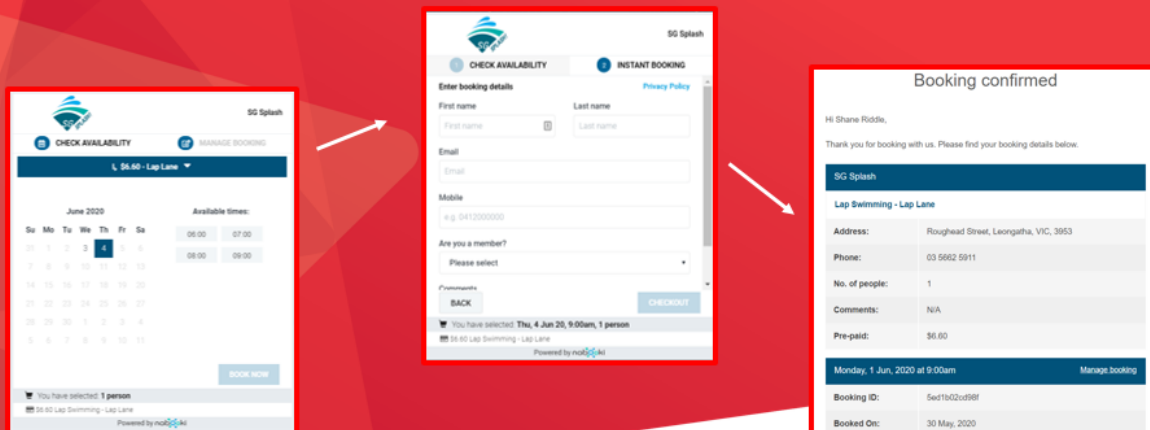 SG SPLASH
SG Splash
CHECK AVAILABILITY
MANAGE BOOKING
$6.60 - Lap Lane
June 2020
Available times:
Su Mo Tu We Th Fr Sa
06:00 07:00
31 1 2 3 4 5 6
08:00 09:00
7 8 9 10 11 12 13
14 15 16 17 18 19 20
21 22 23 24 25 26 27
28 29 30 1 2 3 4
5 6 7 8 9 10 11
BOOK NOW
You have selected: 1 person
$6.60 Lap Swimming - Lap Lane
Powered by nabooki
SG SPLASH
SG Splash
1 CHECK AVAILABILITY
2 INSTANT BOOKING
Enter booking details Privacy Policy
First name Last name
First name Last name
Email
Email
Mobile
e.g. 0412000000
Are you a member?
Please select
Comments
BACK CHECKOUT
You have selected: Thu, 4 Jun 20, 9:00am, 1 person
$6.60 Lap Swimming - Lap Lane
Powered by nabooki
Booking confirmed
Hi Shane Riddle,
Thank you for booking with us. Please find your booking details below.
SG Splash
Lap Swimming - Lap Lane
Address: Roughead Street, Leongatha, VIC, 3953
Phone: 03 5662 5911
No. of people: 1
Comments: N/A
Pre-paid: $6.60
Monday, 1 Jun, 2020 at 9:00am Manage booking
Booking ID: 5ed1b02cd98f
Booked On: 30 May, 2020